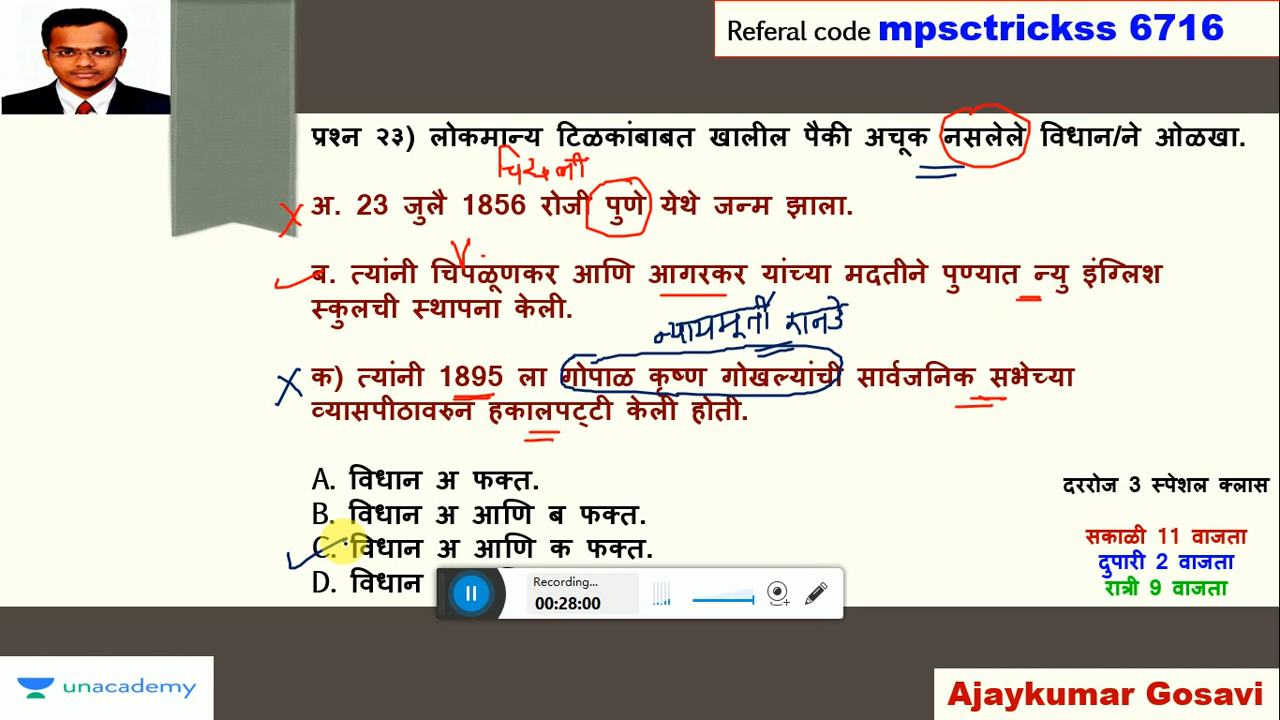 Referal code mpsctrickss 6716
प्रश्न २३) लोकमान्य टिळकांबाबत खालील पैकी अचूक नसलेले विधान/ने ओळखा.
अ. 23 जुलै 1856 रोजी पुणे येथे जन्म झाला.
ब. त्यांनी चिपळूणकर आणि आगरकर यांच्या मदतीने पुण्यात न्यु इंग्लिश
स्कुलची स्थापना केली.
न्यायमूर्ती रानडे
क) त्यांनी 1895 ला गोपाळ कृष्ण गोखल्यांची सार्वजनिक सभेच्या
व्यासपीठावरुन हकालपट्टी केली होती.
A. विधान अ फक्त.
B. विधान अ आणि ब फक्त.
C. विधान अ आणि क फक्त.
D. विधान
दररोज 3 स्पेशल क्लास
सकाळी 11 वाजता
दुपारी 2 वाजता
रात्री 9 वाजता
Recording...
00:28:00
unacademy
Ajaykumar Gosavi